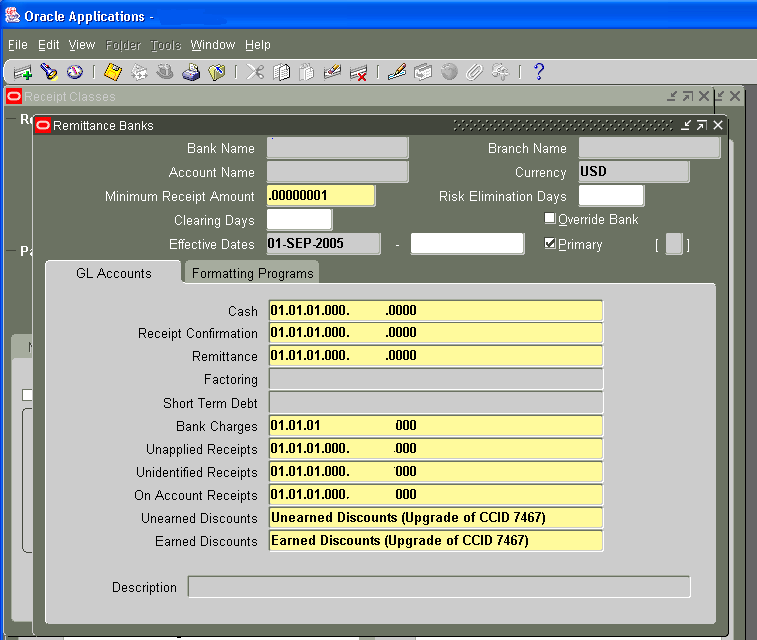 Oracle Applications -
File Edit View Folder Tools Window Help
Receipt Classes
Re
Remittance Banks
Bank Name Branch Name
Account Name Currency USD
Minimum Receipt Amount .00000001 Risk Elimination Days
Clearing Days Override Bank
Effective Dates 01-SEP-2005 - Primary [ ]
Pa
GL Accounts Formatting Programs
Cash 01.01.01.000. .0000
Receipt Confirmation 01.01.01.000. .0000
Remittance 01.01.01.000. .0000
Factoring
Short Term Debt
Bank Charges 01.01.01 000
Unapplied Receipts 01.01.01.000. 000
Unidentified Receipts 01.01.01.000. 000
On Account Receipts 01.01.01.000. 000
Unearned Discounts Unearned Discounts (Upgrade of CCID 7467)
Earned Discounts Earned Discounts (Upgrade of CCID 7467)
Description